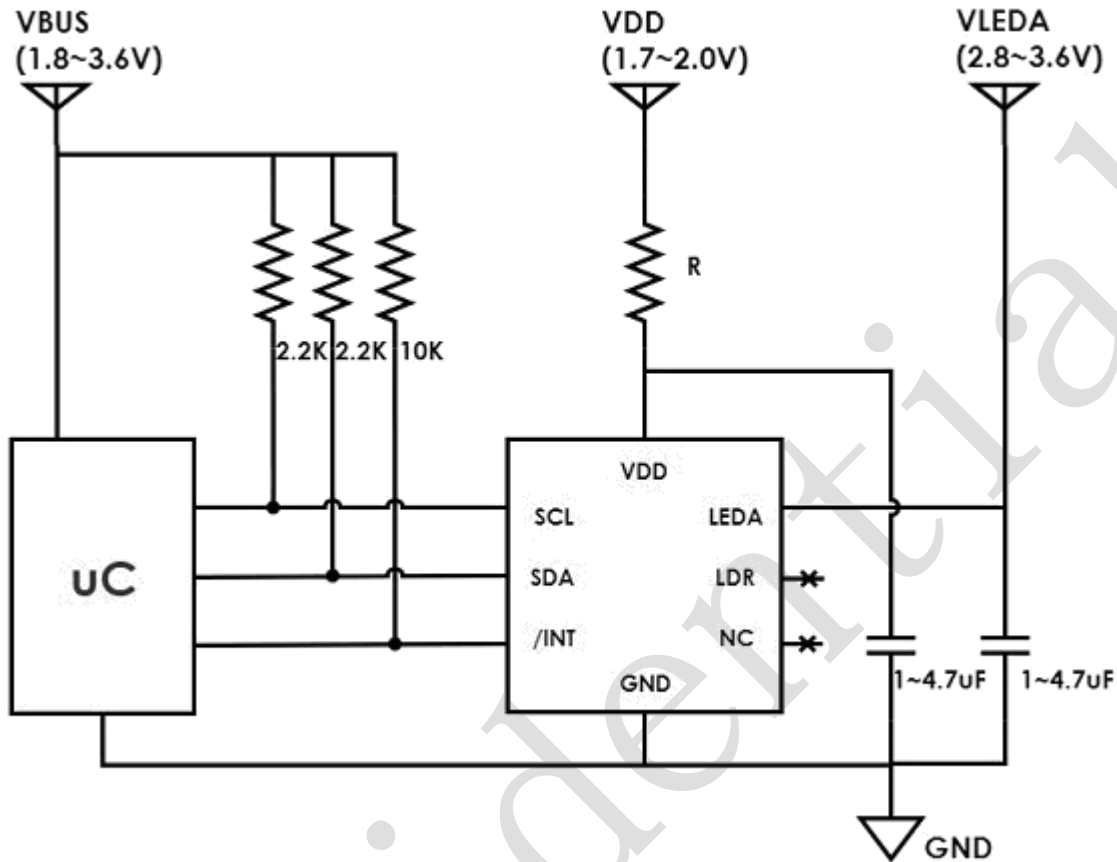 VBUS
(1.8~3.6V)
VDD
(1.7~2.0V)
VLEDA
(2.8~3.6V)
R
2.2K 2.2K 10K
uC
VDD
SCL
LEDA
SDA
LDR
/INT
NC
GND
1~4.7uF 1~4.7uF
GND
idential